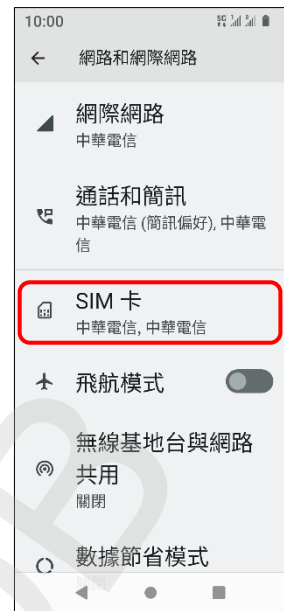 10:00
網路和網際網路
網際網路
中華電信
通話和簡訊
中華電信 (簡訊偏好), 中華電
信
SIM 卡
中華電信, 中華電信
飛航模式
無線基地台與網路
共用
關閉
數據節省模式